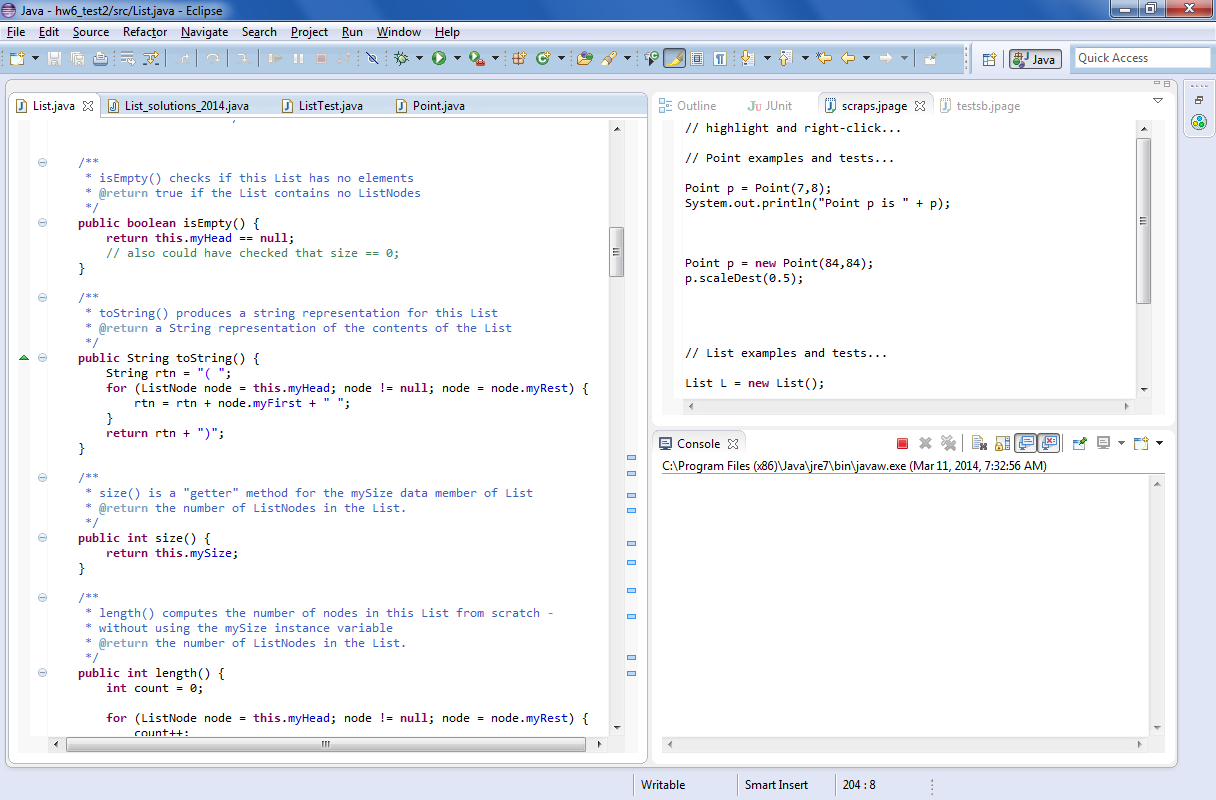 Java - hw6_test2/src/List.java - Eclipse
File Edit Source Refactor Navigate Search Project Run Window Help
Java
Quick Access
List.java List_solutions_2014.java ListTest.java Point.java
/**
* isEmpty() checks if this List has no elements
* @return true if the List contains no ListNodes
*/
public boolean isEmpty() {
return this.myHead == null;
// also could have checked that size == 0;
}
/**
* toString() produces a string representation for this List
* @return a String representation of the contents of the List
*/
public String toString() {
String rtn = "( ";
for (ListNode node = this.myHead; node != null; node = node.myRest) {
rtn = rtn + node.myFirst + " ";
}
return rtn + ")";
}
/**
* size() is a "getter" method for the mySize data member of List
* @return the number of ListNodes in the List.
*/
public int size() {
return this.mySize;
}
/**
* length() computes the number of nodes in this List from scratch -
* without using the mySize instance variable
* @return the number of ListNodes in the List.
*/
public int length() {
int count = 0;
for (ListNode node = this.myHead; node != null; node = node.myRest) {
count++;
Outline JUnit scraps.jpage testsb.jpage
// highlight and right-click...
// Point examples and tests...
Point p = Point(7,8);
System.out.println("Point p is " + p);
Point p = new Point(84,84);
p.scaleDest(0.5);
// List examples and tests...
List L = new List();
Console
C:\Program Files (x86)\Java\jre7\bin\javaw.exe (Mar 11, 2014, 7:32:56 AM)
Writable Smart Insert 204 : 8